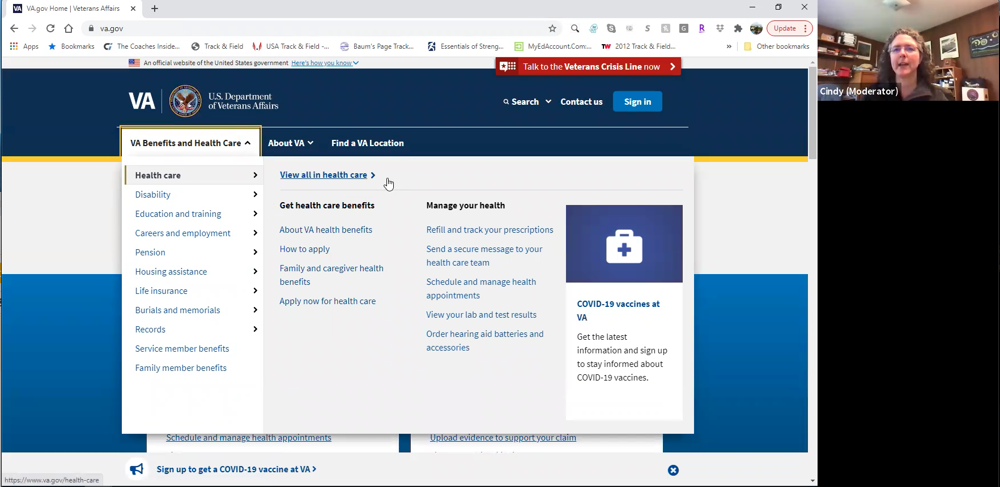 VA VA.gov Home | Veterans Affairs
va.gov
Update
Apps
Bookmarks
The Coaches Inside...
Track & Field
USA Track & Field -...
Baum's Page Track...
Essentials of Streng...
MyEdAccount.Com:...
TW 2012 Track & Field...
»
Other bookmarks
An official website of the United States government Here's how you know
Talk to the Veterans Crisis Line now
VA
U.S. Department
of Veterans Affairs
Search
Contact us
Sign in
VA Benefits and Health Care
About VA
Find a VA Location
Health care
Disability
Education and training
Careers and employment
Pension
Housing assistance
Life insurance
Burials and memorials
Records
Service member benefits
Family member benefits
View all in health care
Get health care benefits
About VA health benefits
How to apply
Family and caregiver health
benefits
Apply now for health care
Manage your health
Refill and track your prescriptions
Send a secure message to your
health care team
Schedule and manage health
appointments
View your lab and test results
Order hearing aid batteries and
accessories
COVID-19 vaccines at
VA
Get the latest
information and sign up
to stay informed about
COVID-19 vaccines.
Schedule and manage health appointments
Upload evidence to support your claim
Sign up to get a COVID-19 vaccine at VA
https://www.va.gov/health-care
Cindy (Moderator)